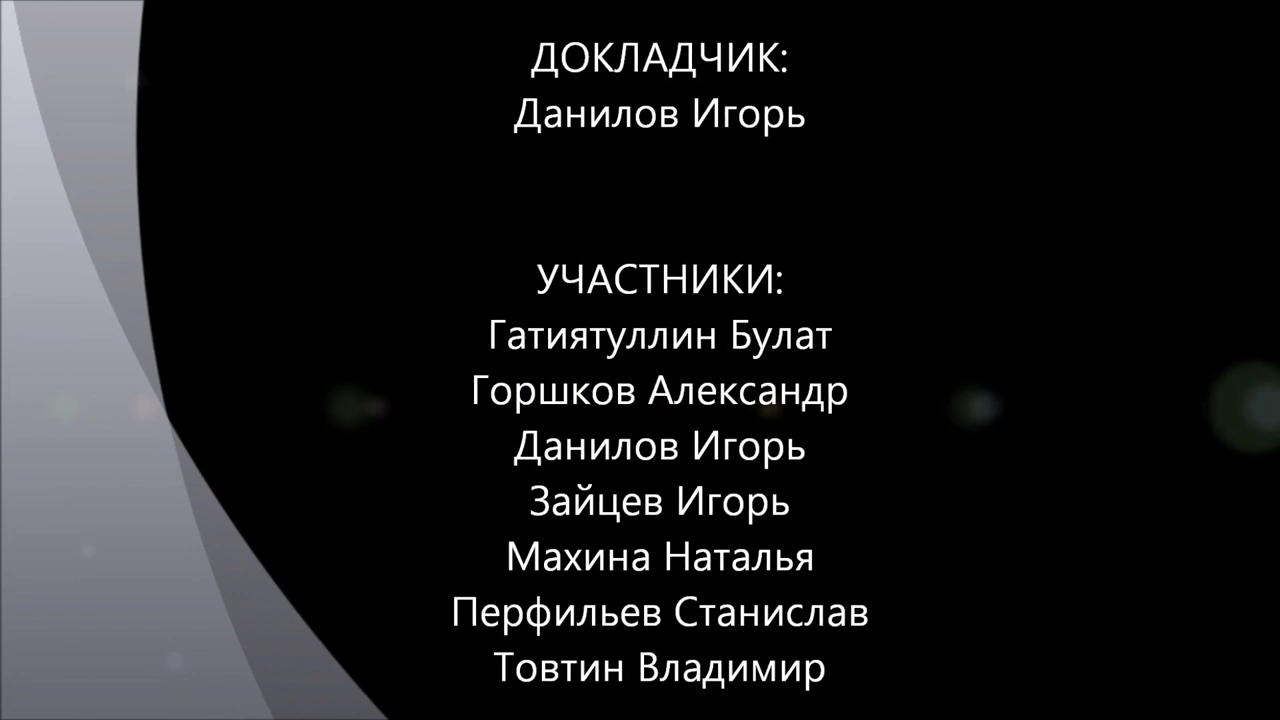 ДОКЛАДЧИК:
Данилов Игорь
УЧАСТНИКИ:
Гатиятуллин Булат
Горшков Александр
Данилов Игорь
Зайцев Игорь
Махина Наталья
Перфильев Станислав
Товтин Владимир